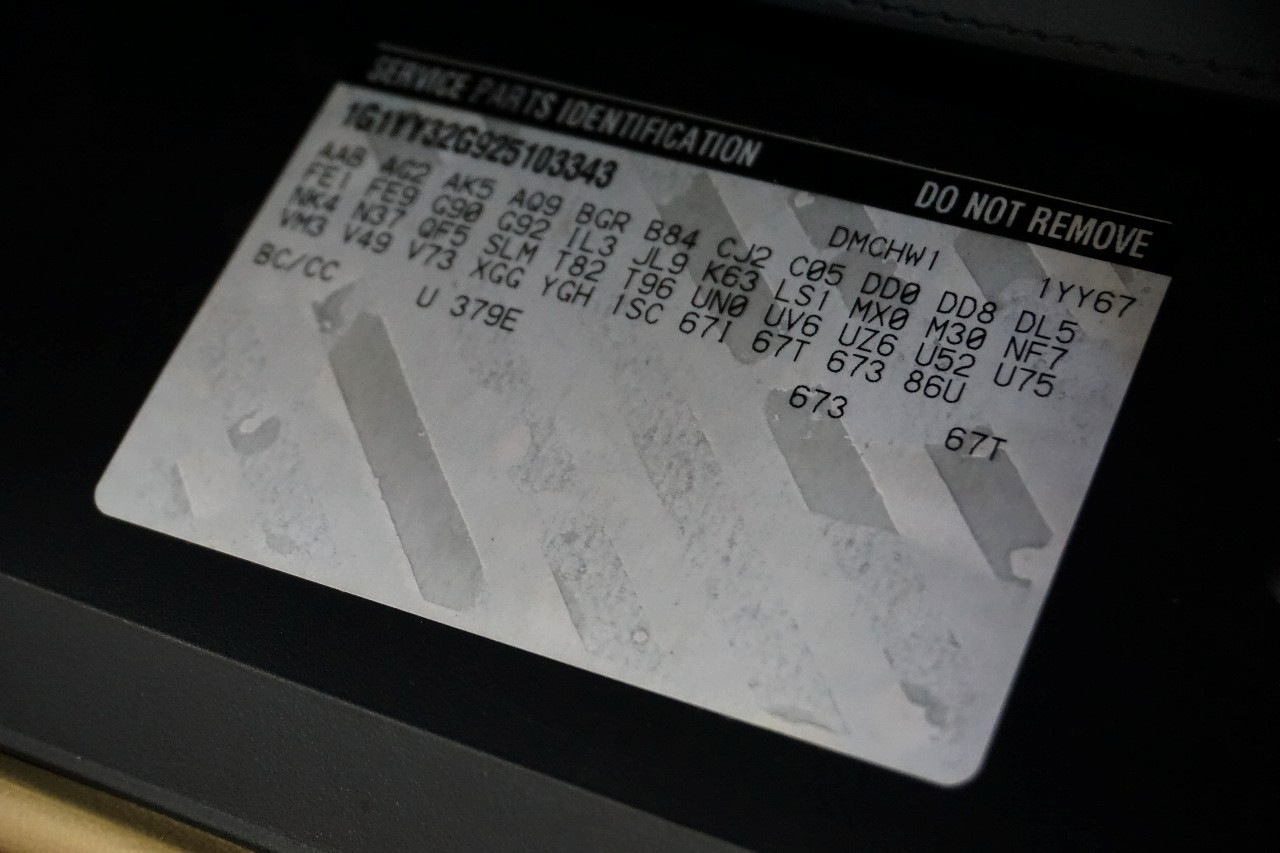 SERVICE PARTS IDENTIFICATION DO NOT REMOVE
1G1YY32G925103343 DMCHW1 1YY67
AAB AG2 AK5 AQ9 BGR B84 CJ2 C05 DD0 DD8 DL5
FE1 FE9 G90 G92 IL3 JL9 K63 LS1 MX0 M30 NF7
NK4 N37 QF5 SLM T82 T96 UN0 UV6 UZ6 U52 U75
VM3 V49 V73 XGG YGH 1SC 67I 67T 673 86U
BC/CC U 379E 673 67T